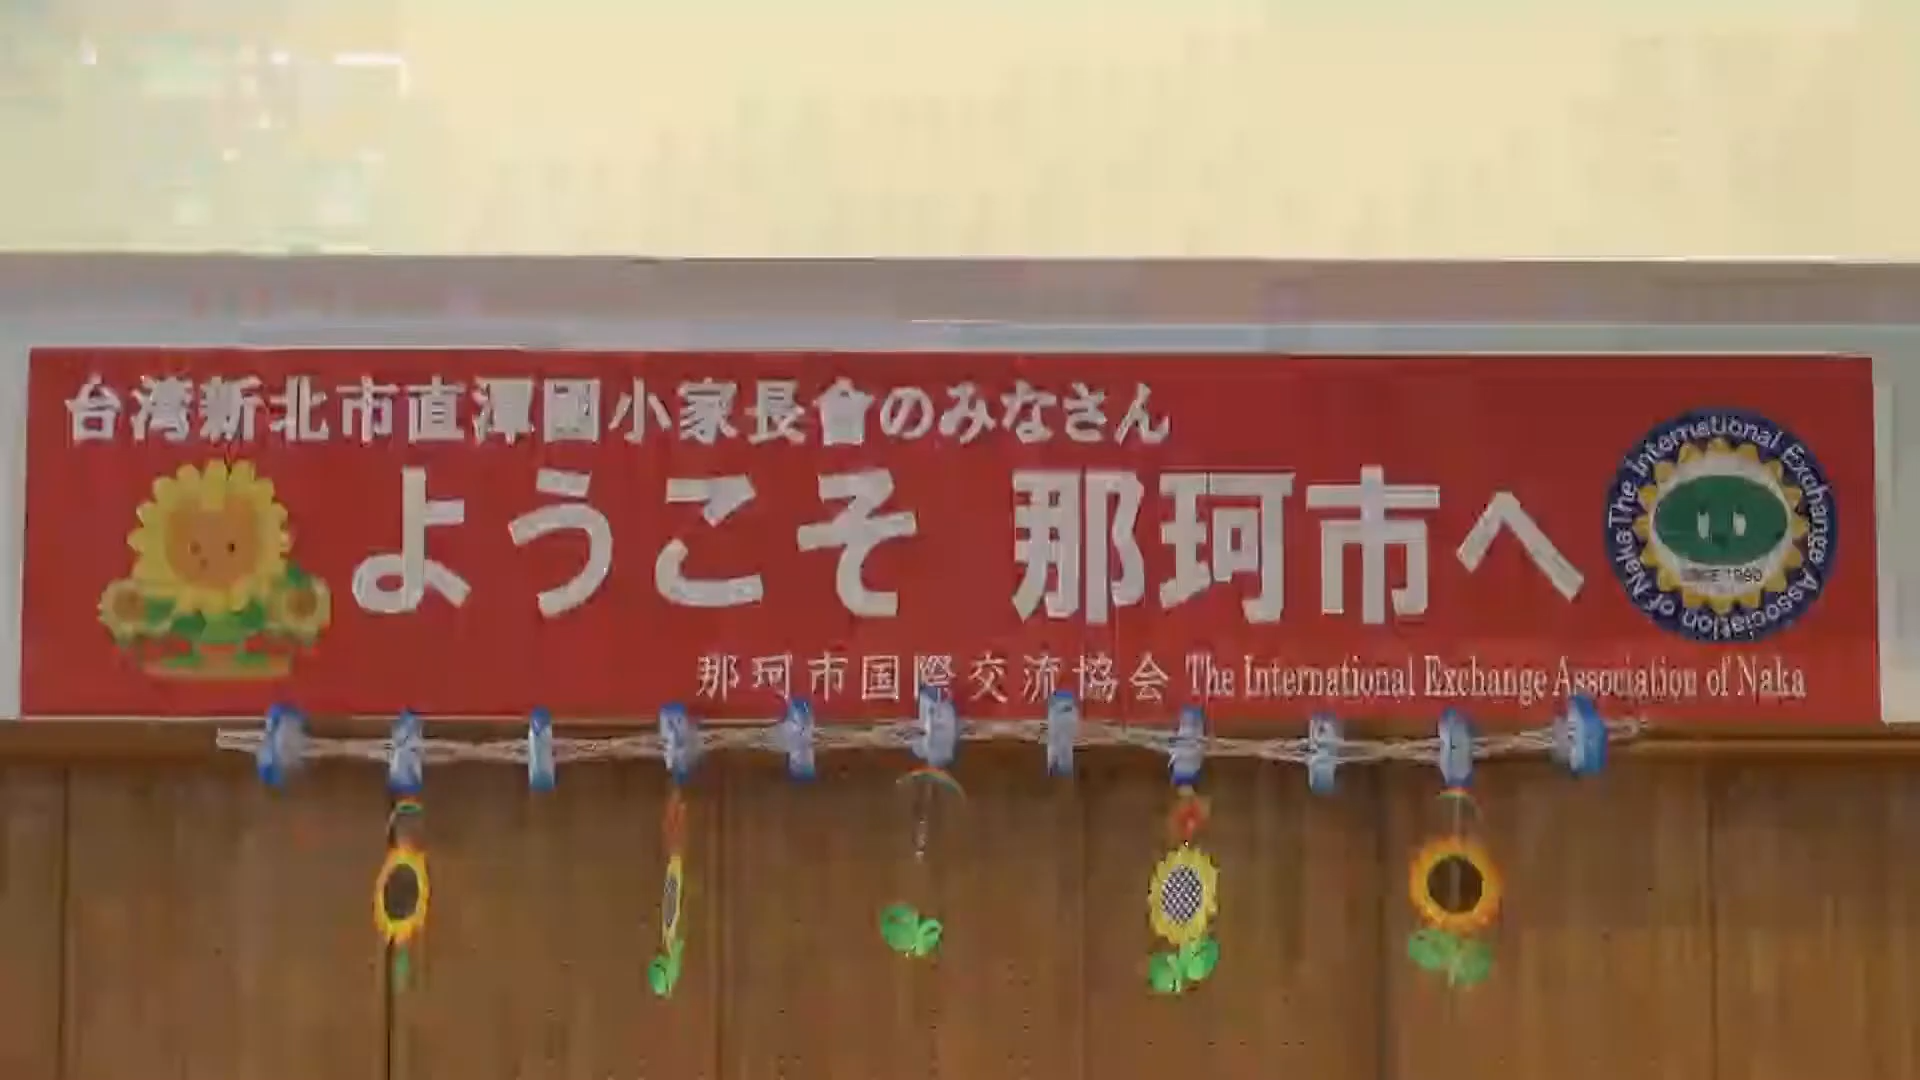 台湾新北市直潭國小家長會のみなさん
ようこそ 那珂市へ
The International Exchange Association of Naka
SINCE 1990
那珂市国際交流協会 The International Exchange Association of Naka